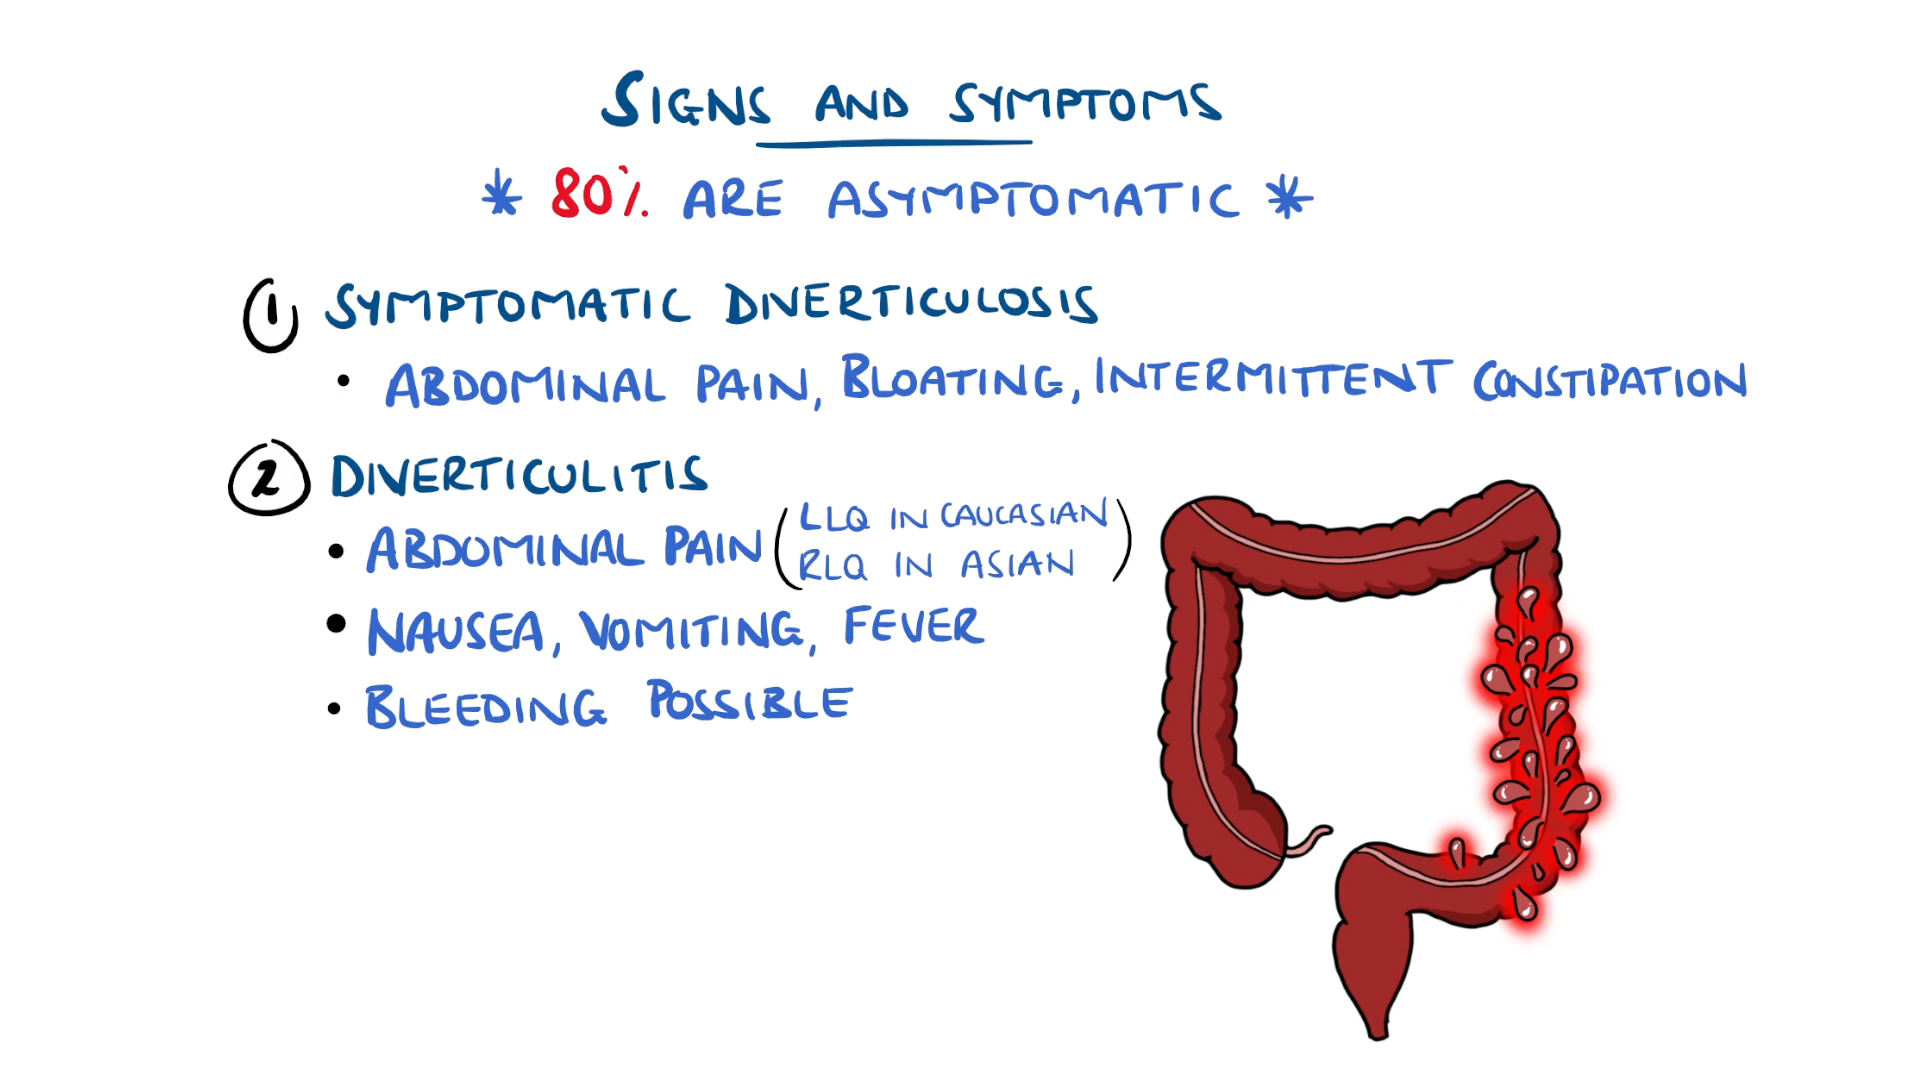 SIGNS AND SYMPTOMS
* 80% ARE ASYMPTOMATIC *
1 SYMPTOMATIC DIVERTICULOSIS
• ABDOMINAL PAIN, BLOATING, INTERMITTENT CONSTIPATION
2 DIVERTICULITIS
• ABDOMINAL PAIN (LLQ IN CAUCASIAN
RLQ IN ASIAN)
• NAUSEA, VOMITING, FEVER
• BLEEDING POSSIBLE